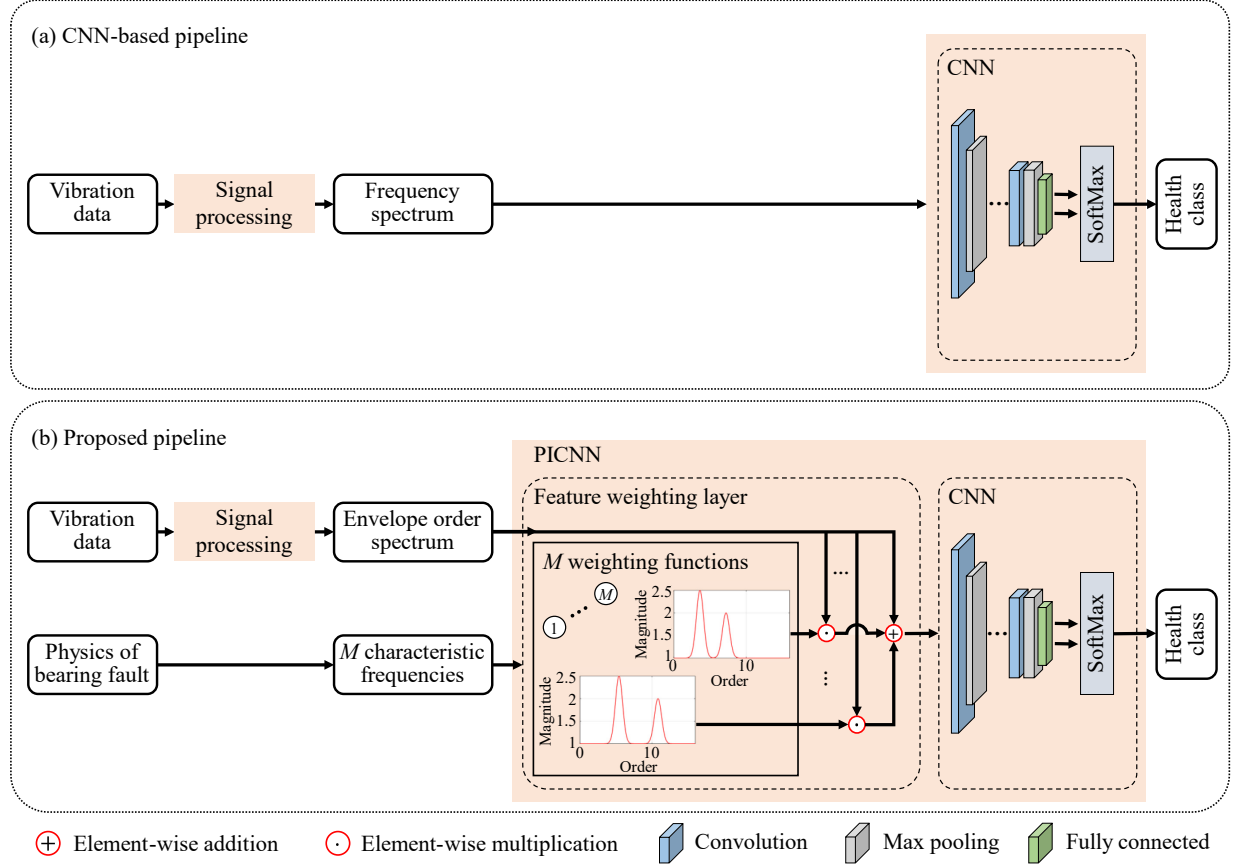 (a) CNN-based pipeline
CNN
Vibration
data
Signal
processing
Frequency
spectrum
SoftMax
Health
class
(b) Proposed pipeline
PICNN
Feature weighting layer
CNN
Vibration
data
Signal
processing
Envelope order
spectrum
M weighting functions
...
M
1
Magnitude
2.5
2
1.5
1
0
10
Order
...
Physics of
bearing fault
M characteristic
frequencies
Magnitude
2.5
2
1.5
1
0
10
Order
SoftMax
Health
class
Element-wise addition
Element-wise multiplication
Convolution
Max pooling
Fully connected